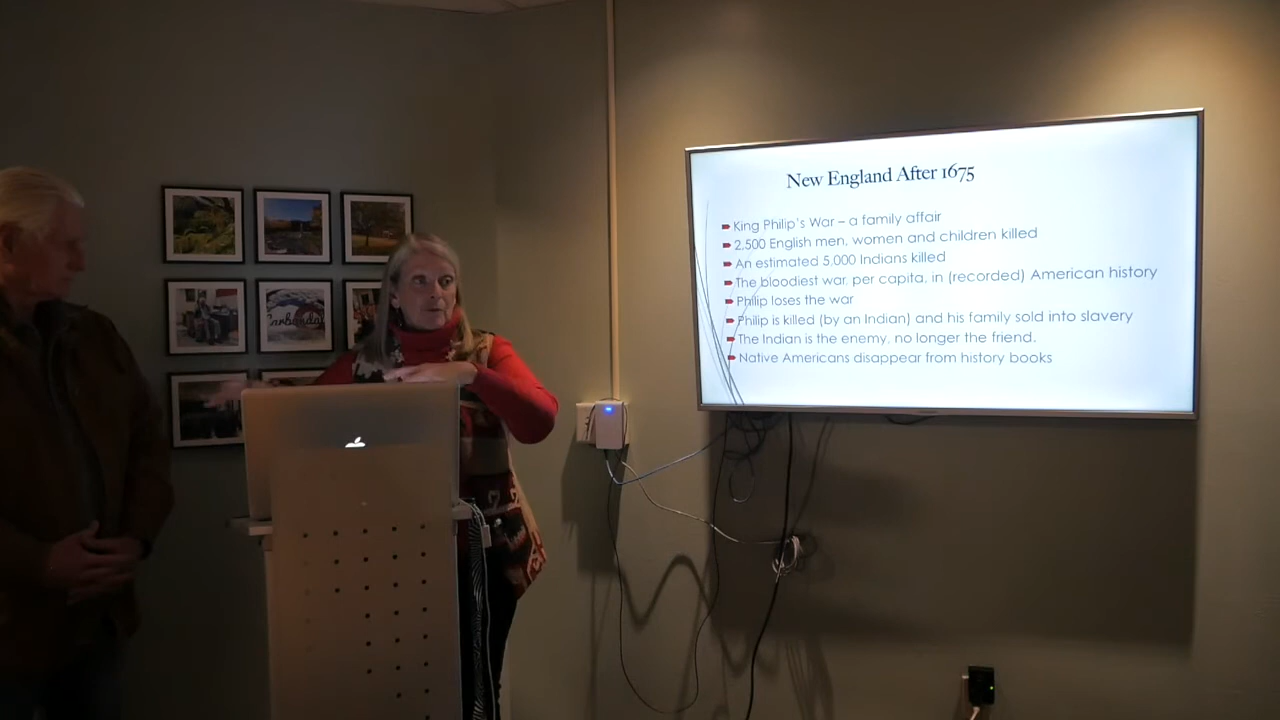 New England After 1675
King Philip's War – a family affair
2,500 English men, women and children killed
An estimated 5,000 Indians killed
The bloodiest war, per capita, in (recorded) American history
Philip loses the war
Philip is killed (by an Indian) and his family sold into slavery
The Indian is the enemy, no longer the friend.
Native Americans disappear from history books
Carbondale